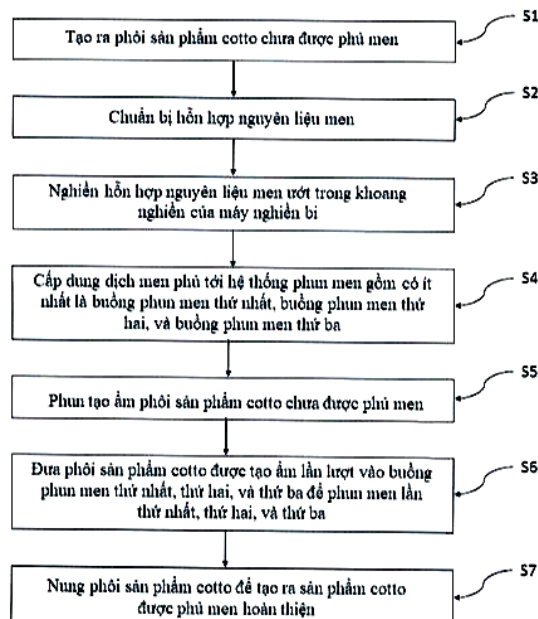 S1
Tạo ra phôi sản phẩm cotto chưa được phủ men
S2
Chuẩn bị hỗn hợp nguyên liệu men
S3
Nghiền hỗn hợp nguyên liệu men ướt trong khoang
nghiền của máy nghiền bi
S4
Cấp dung dịch men phủ tới hệ thống phun men gồm có ít
nhất là buồng phun men thứ nhất, buồng phun men thứ
hai, và buồng phun men thứ ba
S5
Phun tạo ẩm phôi sản phẩm cotto chưa được phủ men
S6
Đưa phôi sản phẩm cotto được tạo ẩm lần lượt vào buồng
phun men thứ nhất, thứ hai, và thứ ba để phun men lần
thứ nhất, thứ hai, và thứ ba
S7
Nung phôi sản phẩm cotto để tạo ra sản phẩm cotto
được phủ men hoàn thiện